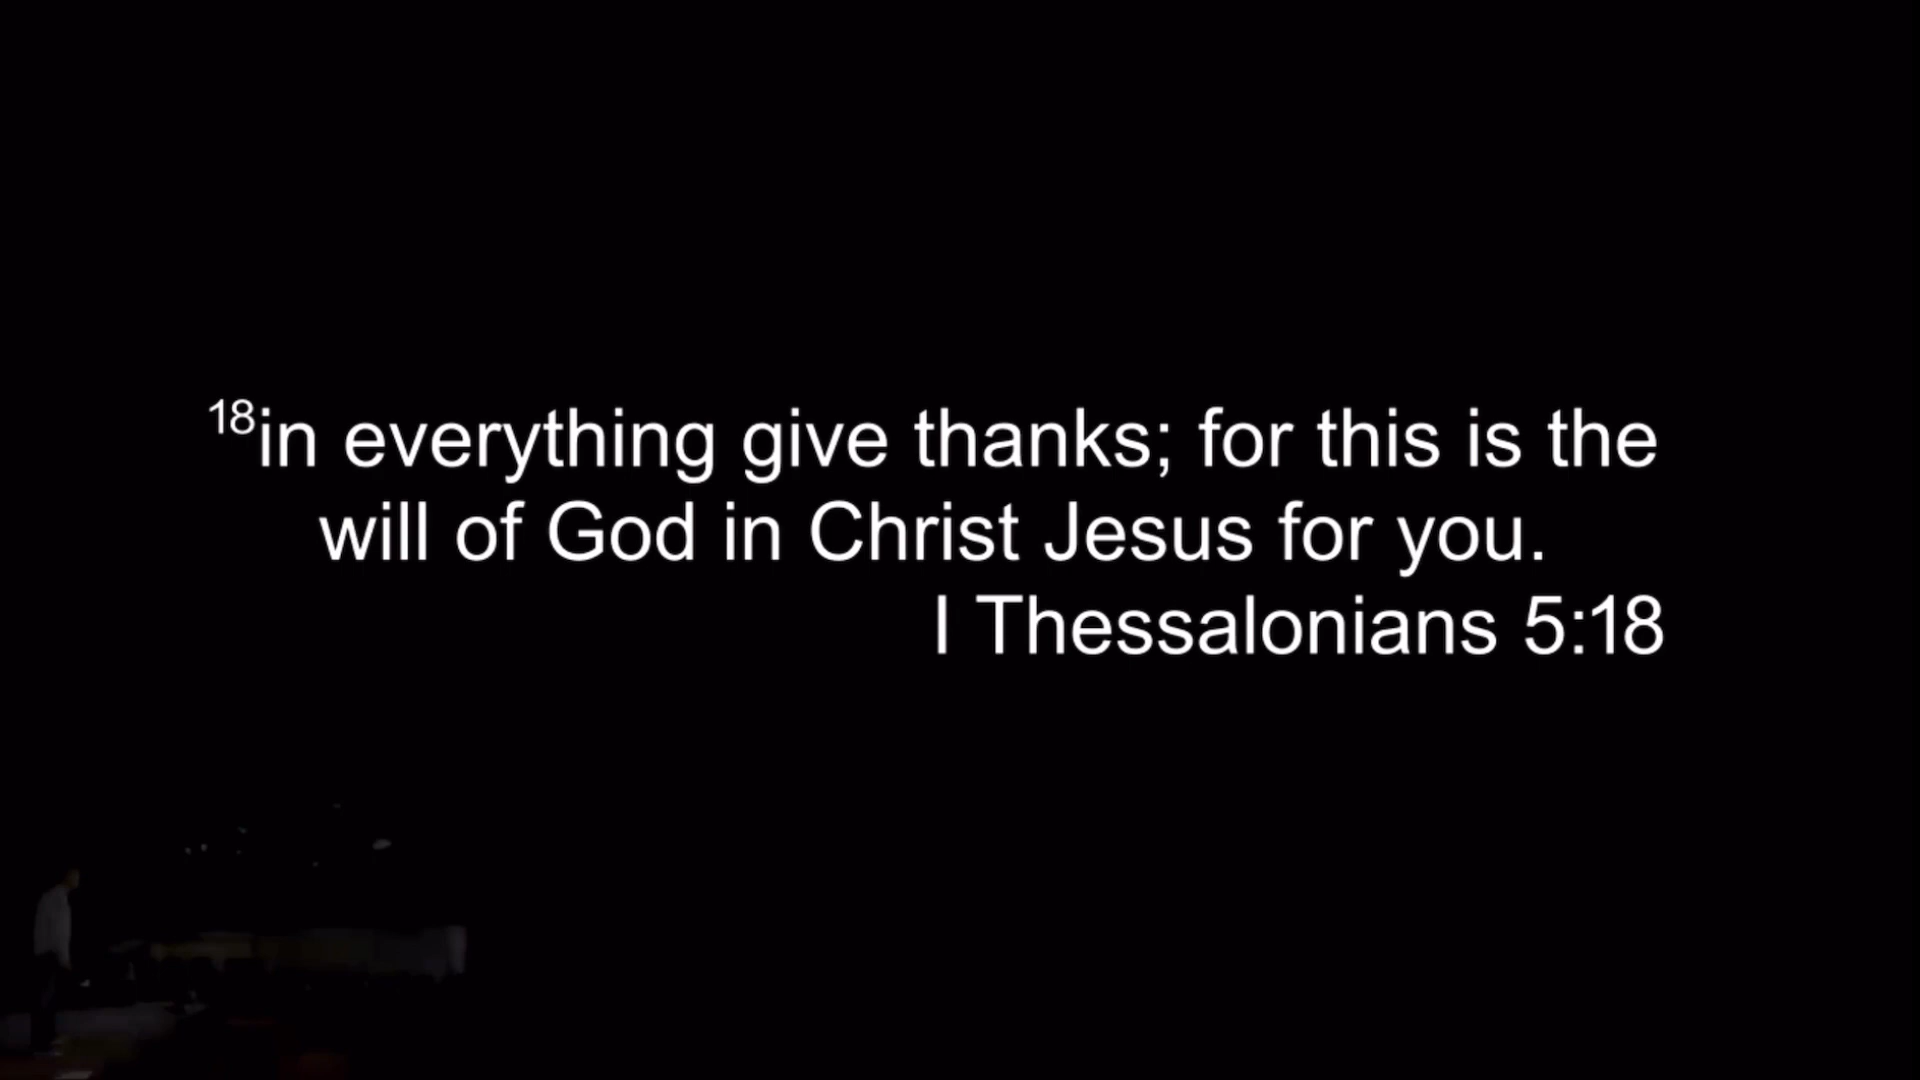 18in everything give thanks; for this is the
will of God in Christ Jesus for you.
I Thessalonians 5:18